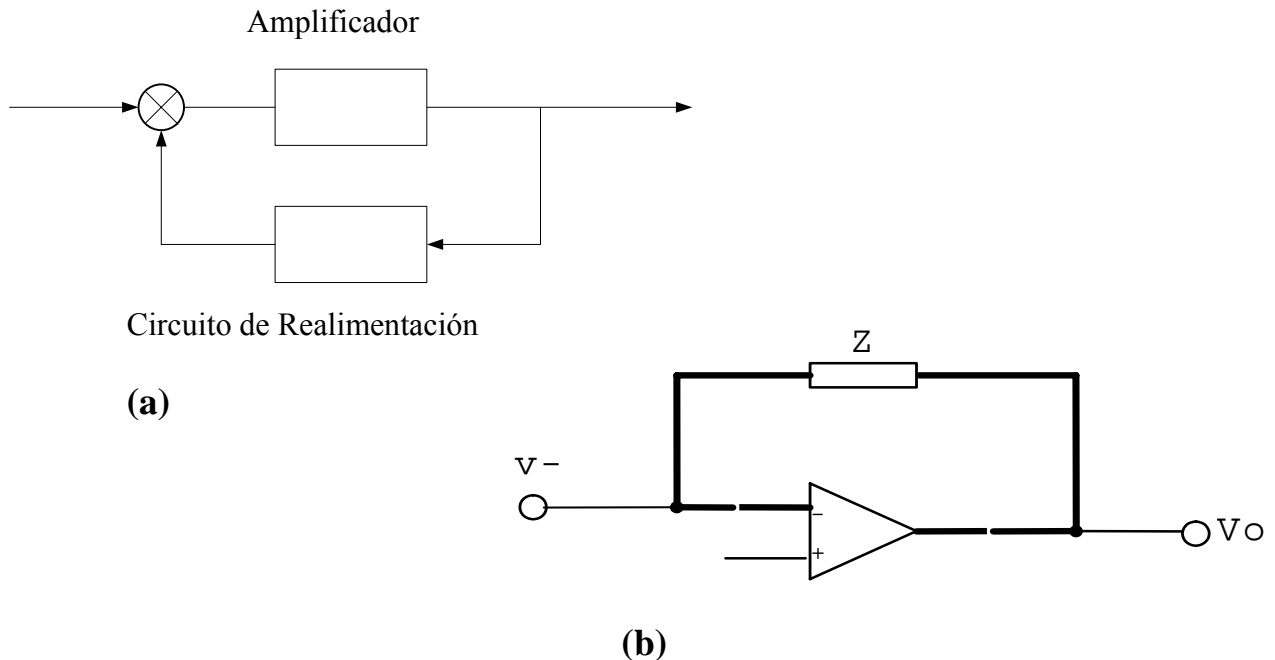 Amplificador
Circuito de Realimentación
(a)
Z
v-
-
+
Vo
(b)